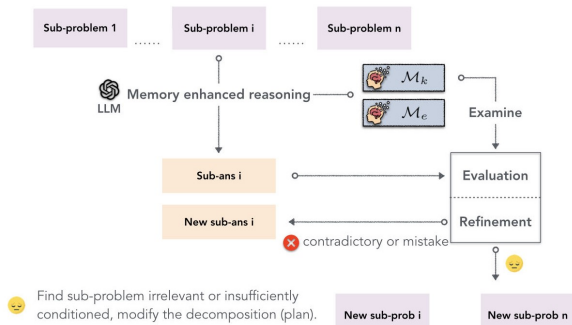 Sub-problem 1
......
Sub-problem i
......
Sub-problem n
LLM
Memory enhanced reasoning
M_k
M_e
Examine
Sub-ans i
Evaluation
New sub-ans i
Refinement
contradictory or mistake
Find sub-problem irrelevant or insufficiently
conditioned, modify the decomposition (plan).
New sub-prob i
New sub-prob n